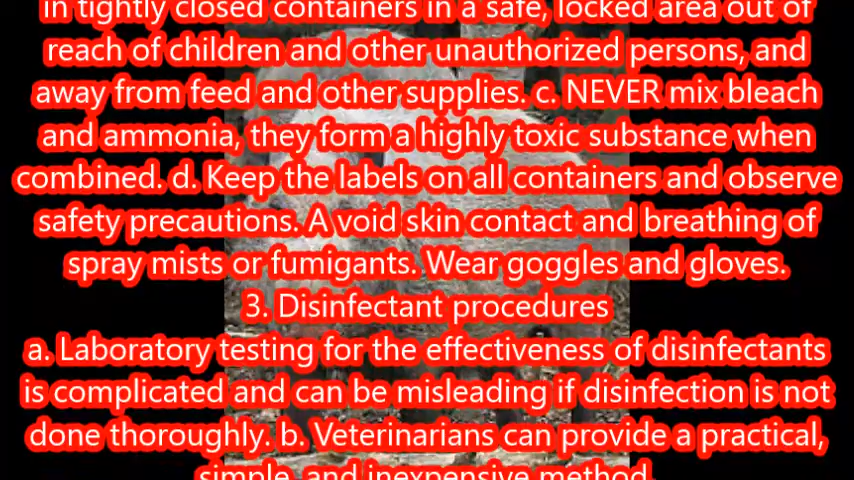 in tightly closed containers in a safe, locked area out of
reach of children and other unauthorized persons, and
away from feed and other supplies. c. NEVER mix bleach
and ammonia, they form a highly toxic substance when
combined. d. Keep the labels on all containers and observe
safety precautions. A void skin contact and breathing of
spray mists or fumigants. Wear goggles and gloves.
3. Disinfectant procedures
a. Laboratory testing for the effectiveness of disinfectants
is complicated and can be misleading if disinfection is not
done thoroughly. b. Veterinarians can provide a practical,
simple, and inexpensive method